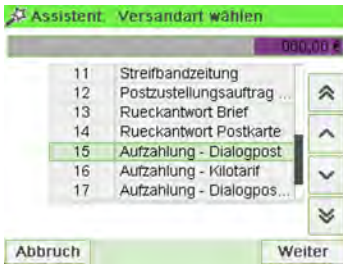 Assistent: Versandart wählen
000,00 €
11 Streifbandzeitung
12 Postzustellungsauftrag ...
13 Rueckantwort Brief
14 Rueckantwort Postkarte
15 Aufzahlung - Dialogpost
16 Aufzahlung - Kilotarif
17 Aufzahlung - Dialogpos...
Abbruch
Weiter